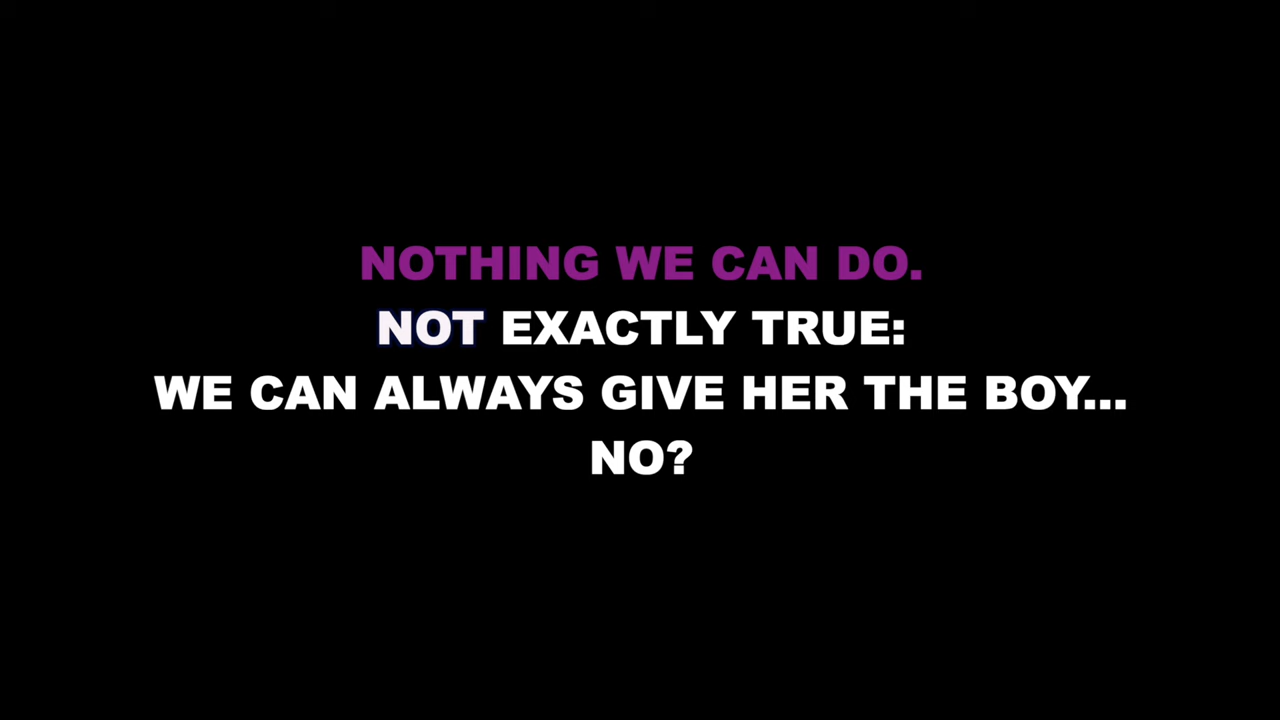 NOTHING WE CAN DO.
NOT EXACTLY TRUE:
WE CAN ALWAYS GIVE HER THE BOY...
NO?